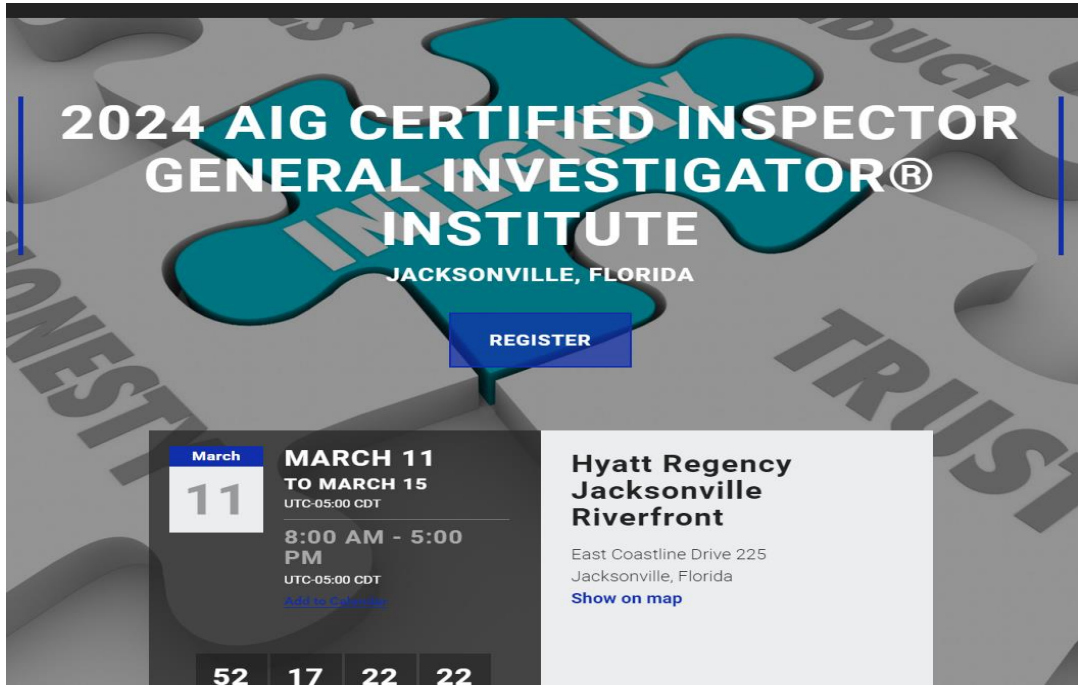 DUCT
2024 AIG CERTIFIED INSPECTOR
GENERAL INVESTIGATOR®
INSTITUTE
INTEGRITY
JACKSONVILLE, FLORIDA
REGISTER
HONESTY
TRUST
March
11
MARCH 11
TO MARCH 15
UTC-05:00 CDT
8:00 AM - 5:00
PM
UTC-05:00 CDT
Add to Calendar
Hyatt Regency
Jacksonville
Riverfront
East Coastline Drive 225
Jacksonville, Florida
Show on map
52 17 22 22